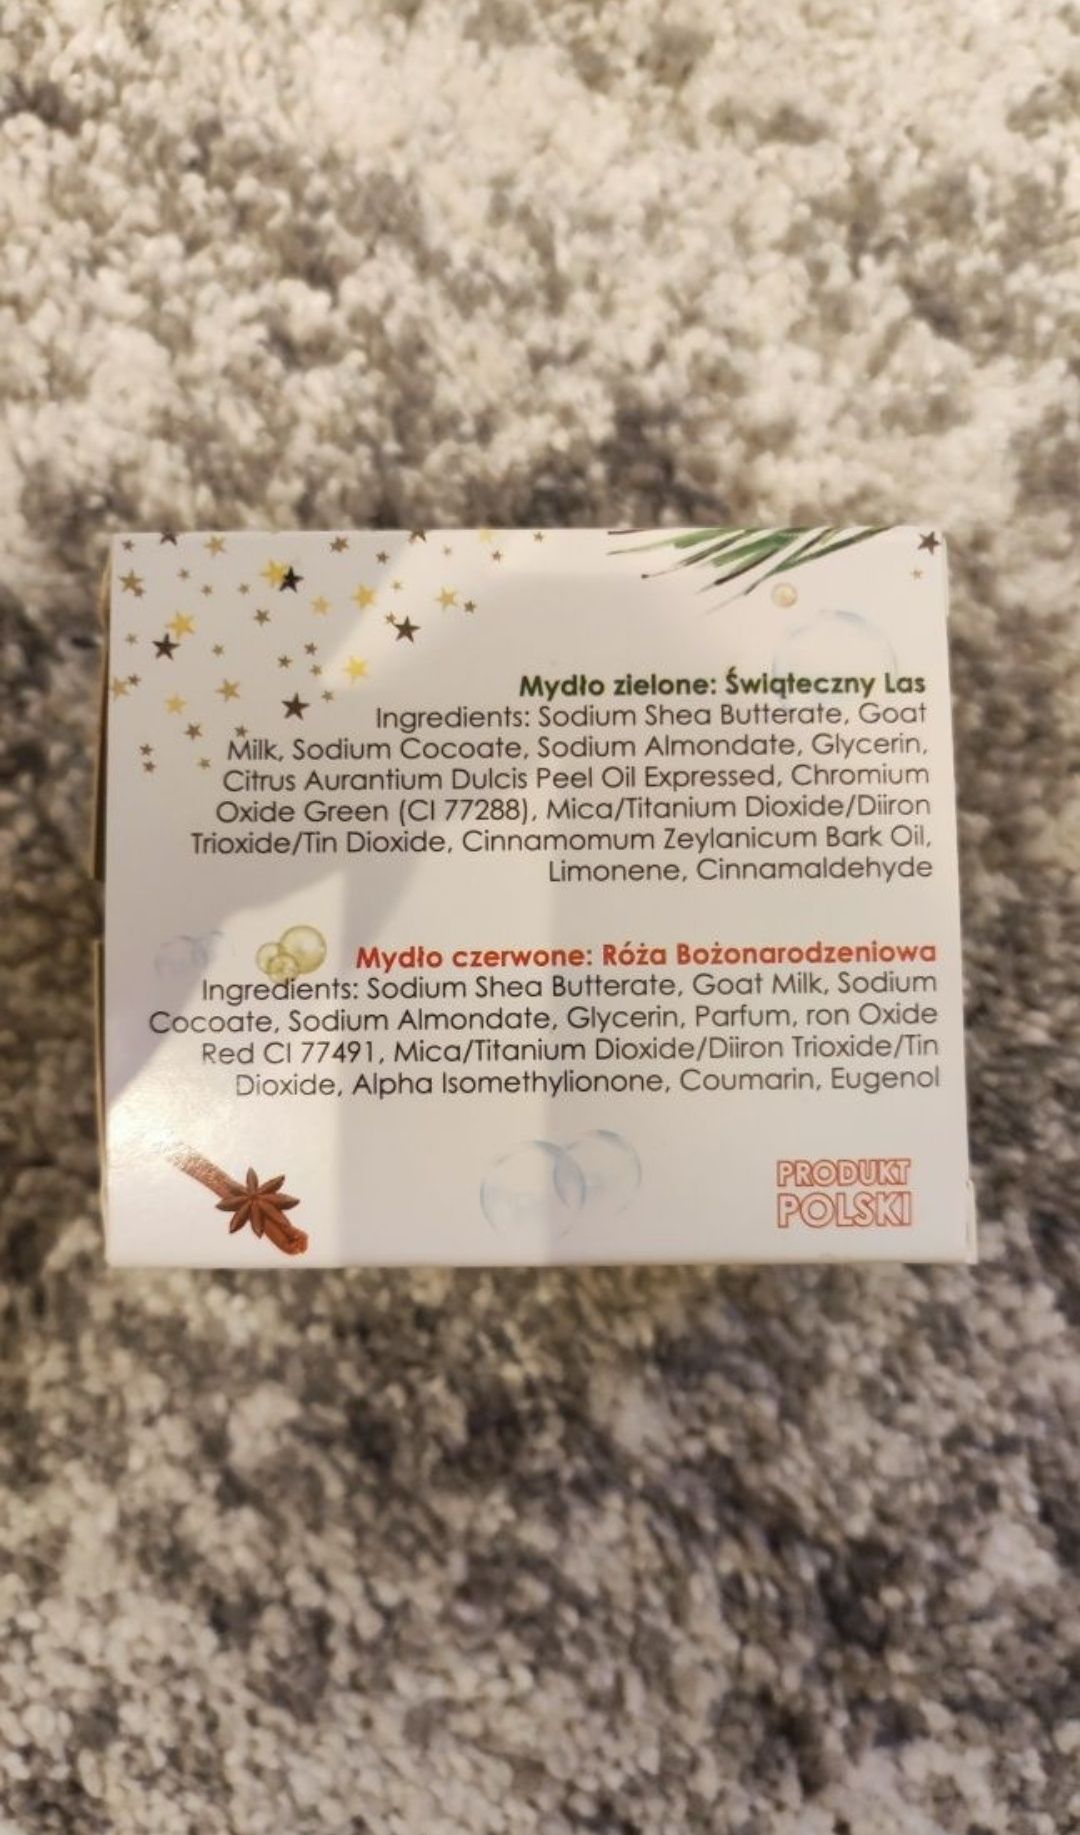 Mydło zielone: Świąteczny Las
Ingredients: Sodium Shea Butterate, Goat
Milk, Sodium Cocoate, Sodium Almondate, Glycerin,
Citrus Aurantium Dulcis Peel Oil Expressed, Chromium
Oxide Green (CI 77288), Mica/Titanium Dioxide/Diiron
Trioxide/Tin Dioxide, Cinnamomum Zeylanicum Bark Oil,
Limonene, Cinnamaldehyde
Mydło czerwone: Róża Bożonarodzeniowa
Ingredients: Sodium Shea Butterate, Goat Milk, Sodium
Cocoate, Sodium Almondate, Glycerin, Parfum, ron Oxide
Red CI 77491, Mica/Titanium Dioxide/Diiron Trioxide/Tin
Dioxide, Alpha Isomethylionone, Coumarin, Eugenol
PRODUKT
POLSKI